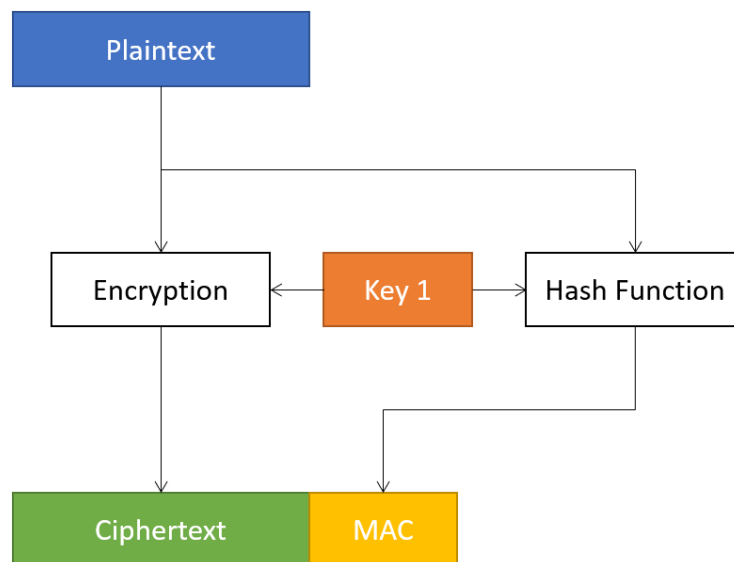 Plaintext
Encryption
Key 1
Hash Function
Ciphertext
MAC